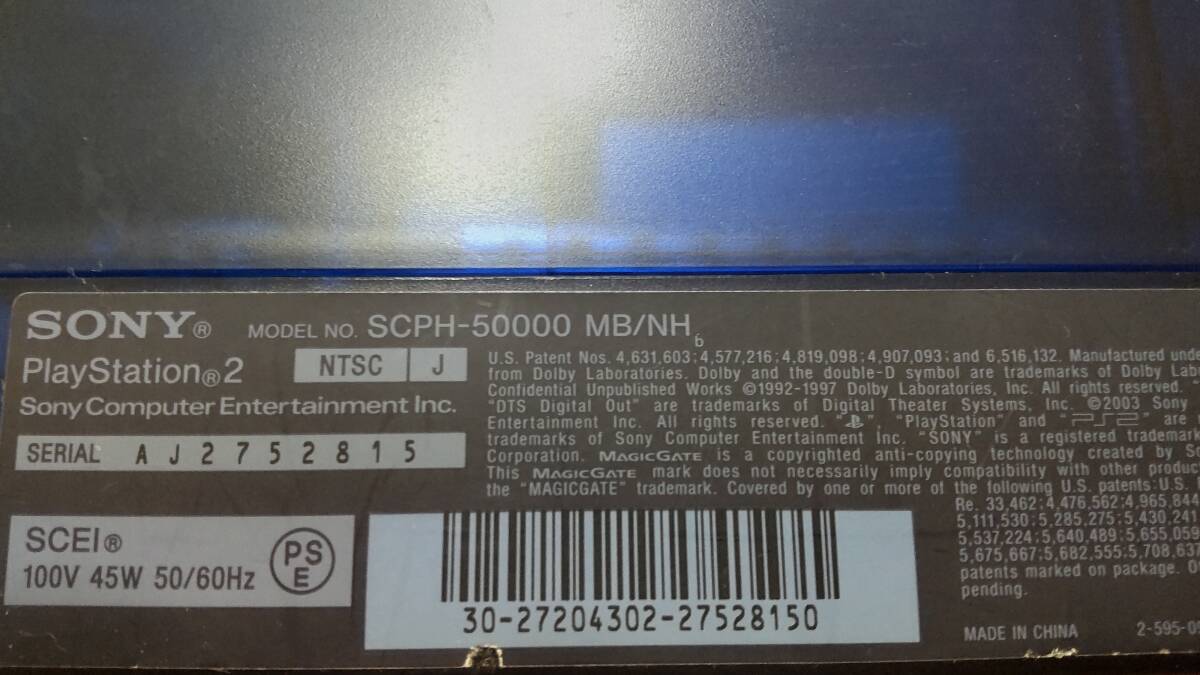 SONY® MODEL NO. SCPH-50000 MB/NH b
PlayStation®2 NTSC J
Sony Computer Entertainment Inc.
SERIAL AJ2752815
SCEI®
100V 45W 50/60Hz
PS
E
U.S. Patent Nos. 4,631,603;4,577,216;4,819,098;4,907,093; and 6,516,132. Manufactured unde
from Dolby Laboratories. Dolby and the double-D symbol are trademarks of Dolby Labo
Confidential Unpublished Works ©1992-1997 Dolby Laboratories, Inc. All rights reserved.
"DTS Digital Out" are trademarks of Digital Theater Systems, Inc. ©2003 Sony
Entertainment Inc. All rights reserved. " ", "PlayStation" and "PS2" are
trademarks of Sony Computer Entertainment Inc. "SONY" is a registered trademark
Corporation. MAGICGATE is a copyrighted anti-copying technology created by So
This MAGICGATE mark does not necessarily imply compatibility with other produc
the "MAGICGATE" trademark. Covered by one or more of the following U.S. patents:U.S.
Re. 33,462;4,476,562;4,965,844
5,111,530;5,285,275;5,430,241
5,537,224;5,640,489;5,655,059
5,675,667;5,682,555;5,708,637
patents marked on package. O
pending.
30-27204302-27528150
MADE IN CHINA 2-595-09